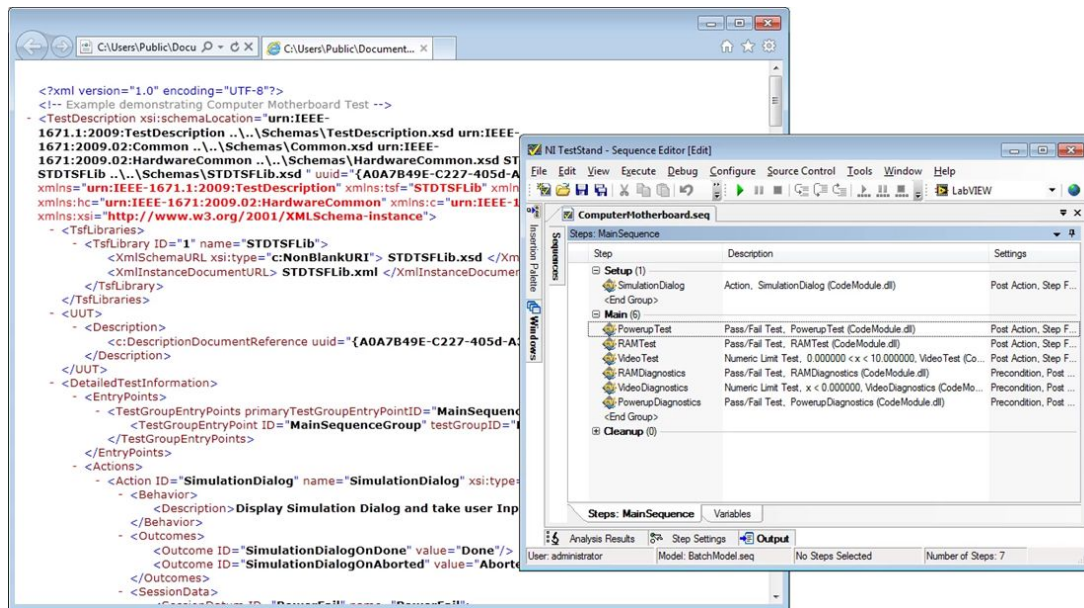 C:\Users\Public\Docu
C:\Users\Public\Document...
<?xml version="1.0" encoding="UTF-8"?>
<!-- Example demonstrating Computer Motherboard Test -->
- <TestDescription xsi:schemaLocation="urn:IEEE-
1671.1:2009:TestDescription ..\..\Schemas\TestDescription.xsd urn:IEEE-
1671:2009.02:Common ..\..\Schemas\Common.xsd urn:IEEE-
1671:2009.02:HardwareCommon ..\..\Schemas\HardwareCommon.xsd ST
STDTSFLib ..\..\Schemas\STDTSFLib.xsd " uuid="{A0A7B49E-C227-405d-A
xmlns="urn:IEEE-1671.1:2009:TestDescription" xmlns:tsf="STDTSFLib" xmln
xmlns:hc="urn:IEEE-1671:2009.02:HardwareCommon" xmlns:c="urn:IEEE-1
xmlns:xsi="http://www.w3.org/2001/XMLSchema-instance">
- <TsfLibraries>
- <TsfLibrary ID="1" name="STDTSFLib">
<XmlSchemaURL xsi:type="c:NonBlankURI"> STDTSFLib.xsd </Xm
<XmlInstanceDocumentURL> STDTSFLib.xml </XmlInstanceDocumen
</TsfLibrary>
</TsfLibraries>
- <UUT>
- <Description>
<c:DescriptionDocumentReference uuid="{A0A7B49E-C227-405d-A3
</Description>
</UUT>
- <DetailedTestInformation>
- <EntryPoints>
- <TestGroupEntryPoints primaryTestGroupEntryPointID="MainSequenc
<TestGroupEntryPoint ID="MainSequenceGroup" testGroupID="
</TestGroupEntryPoints>
</EntryPoints>
- <Actions>
- <Action ID="SimulationDialog" name="SimulationDialog" xsi:type=
- <Behavior>
<Description>Display Simulation Dialog and take user Inp
</Behavior>
- <Outcomes>
<Outcome ID="SimulationDialogOnDone" value="Done"/>
<Outcome ID="SimulationDialogOnAborted" value="Aborte
</Outcomes>
- <SessionData>
<SessionDatum ID="PowerFail" name="PowerFail">
NI TestStand - Sequence Editor [Edit]
File Edit View Execute Debug Configure Source Control Tools Window Help
LabVIEW
ComputerMotherboard.seq
Insertion Palette
Windows
Sequences
Steps: MainSequence
Step Description Settings
Setup (1)
SimulationDialog Action, SimulationDialog (CodeModule.dll) Post Action, Step F...
<End Group>
Main (6)
PowerupTest Pass/Fail Test, PowerupTest (CodeModule.dll) Post Action, Step F...
RAMTest Pass/Fail Test, RAMTest (CodeModule.dll) Post Action, Step F...
VideoTest Numeric Limit Test, 0.000000 < x < 10.000000, VideoTest (Co... Post Action, Step F...
RAMDiagnostics Pass/Fail Test, RAMDiagnostics (CodeModule.dll) Precondition, Post ...
VideoDiagnostics Numeric Limit Test, x < 0.000000, VideoDiagnostics (CodeMo... Precondition, Post ...
PowerupDiagnostics Pass/Fail Test, PowerupDiagnostics (CodeModule.dll) Precondition, Post ...
<End Group>
Cleanup (0)
Steps: MainSequence Variables
Analysis Results Step Settings Output
User: administrator Model: BatchModel.seq No Steps Selected Number of Steps: 7